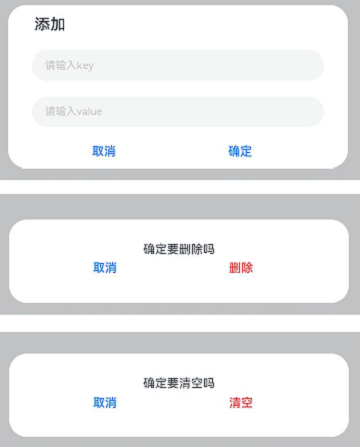 添加
请输入key
请输入value
取消 确定
确定要删除吗
取消 删除
确定要清空吗
取消 清空